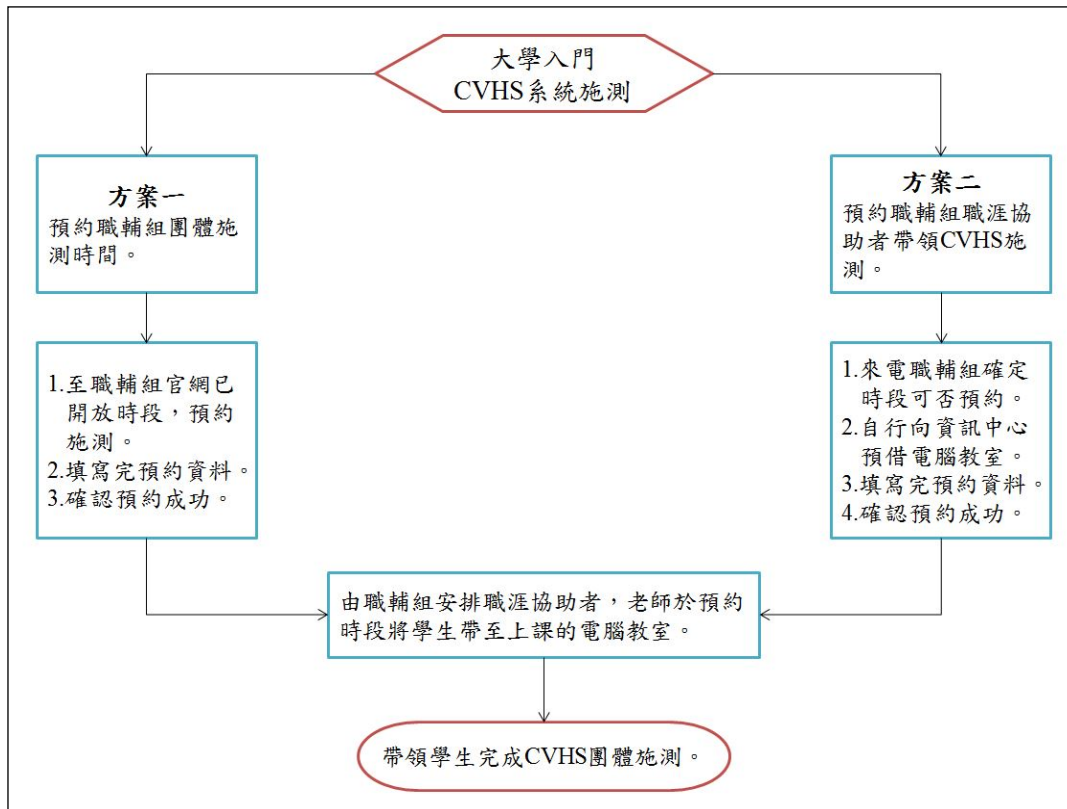 大學入門
CVHS系統施測
方案一
預約職輔組團體施
測時間。
方案二
預約職輔組職涯協
助者帶領CVHS施
測。
1.至職輔組官網已
開放時段，預約
施測。
2.填寫完預約資料。
3.確認預約成功。
1.來電職輔組確定
時段可否預約。
2.自行向資訊中心
預借電腦教室。
3.填寫完預約資料。
4.確認預約成功。
由職輔組安排職涯協助者，老師於預約
時段將學生帶至上課的電腦教室。
帶領學生完成CVHS團體施測。